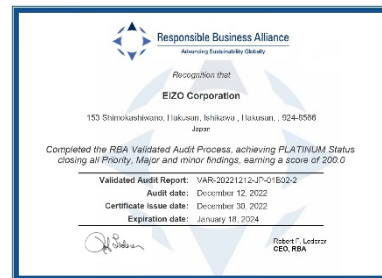 Responsible Business Alliance
Advancing Sustainability Globally
Recognition that
EIZO Corporation
153 Shimokashiwano, Hakusan, Ishikawa , Hakusan, , 924-8566
Japan
Completed the RBA Validated Audit Process, achieving PLATINUM Status
closing all Priority, Major and minor findings, earning a score of 200.0
Validated Audit Report: VAR-20221212-JP-01B02-2
Audit date: December 12, 2022
Certificate issue date: December 30, 2022
Expiration date: January 18, 2024
Robert F. Lederer
CEO, RBA